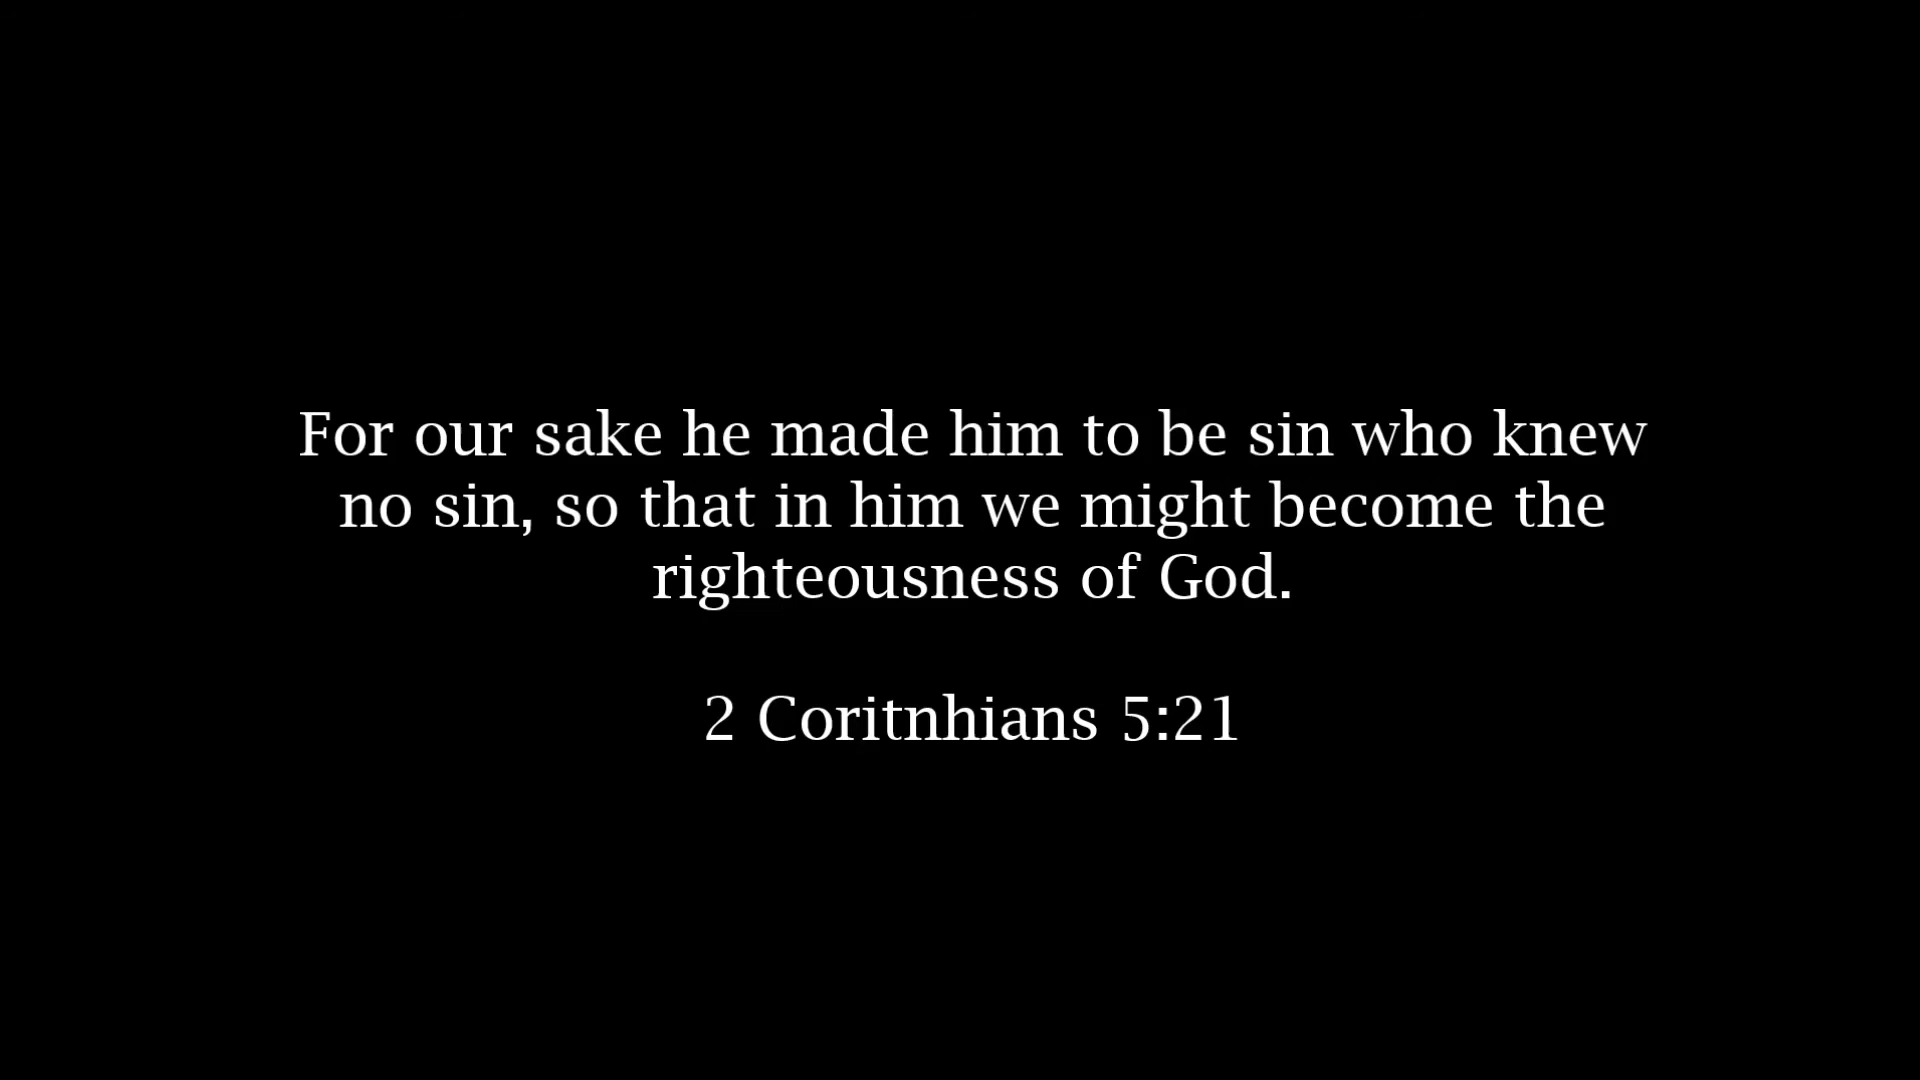 For our sake he made him to be sin who knew
no sin, so that in him we might become the
righteousness of God.
2 Coritnhians 5:21